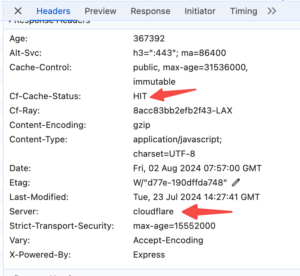 Headers Preview Response Initiator Timing
Age: 367392
Alt-Svc: h3=":443"; ma=86400
Cache-Control: public, max-age=31536000,
immutable
Cf-Cache-Status: HIT
Cf-Ray: 8acc83bb2efb2f43-LAX
Content-Encoding: gzip
Content-Type: application/javascript;
charset=UTF-8
Date: Fri, 02 Aug 2024 07:57:00 GMT
Etag: W/"d77e-190dffda748"
Last-Modified: Tue, 23 Jul 2024 14:27:41 GMT
Server: cloudflare
Strict-Transport-Security: max-age=15552000
Vary: Accept-Encoding
X-Powered-By: Express